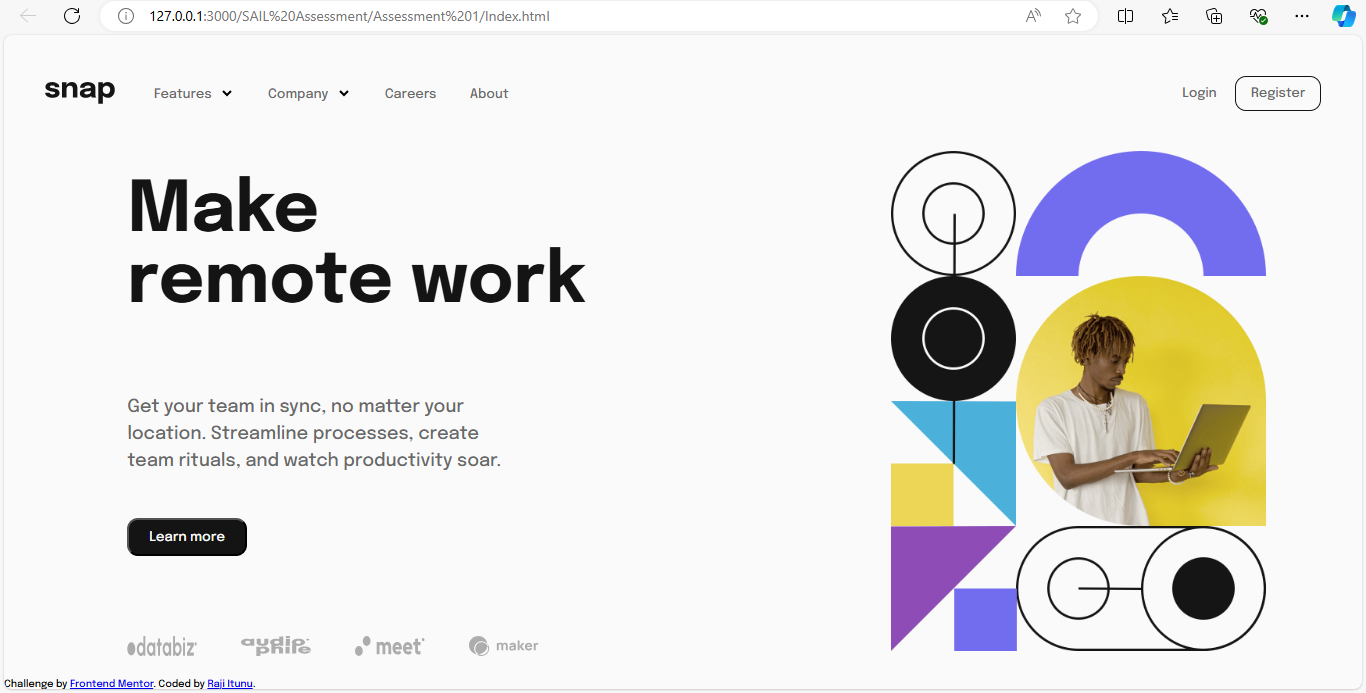 127.0.0.1:3000/SAIL%20Assessment/Assessment%201/Index.html
snap Features Company Careers About Login Register
Make
remote work
Get your team in sync, no matter your
location. Streamline processes, create
team rituals, and watch productivity soar.
Learn more
databiz audiophile meet maker
Challenge by Frontend Mentor. Coded by Raji Itunu.